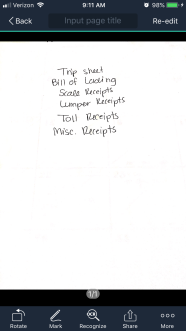 Verizon 9:11 AM 98%
Back Input page title Re-edit
Trip sheet
Bill of Lading
Scale Receipts
Lumper Receipts
Toll Receipts
Misc. Receipts
1/1
Rotate Mark Recognize Share More